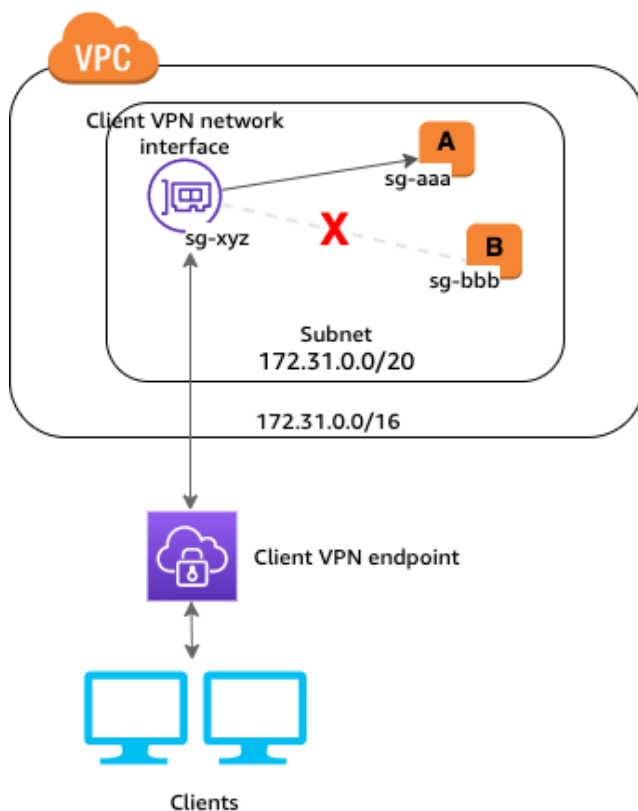 VPC
Client VPN network
interface
A
sg-aaa
sg-xyz
X
B
sg-bbb
Subnet
172.31.0.0/20
172.31.0.0/16
Client VPN endpoint
Clients